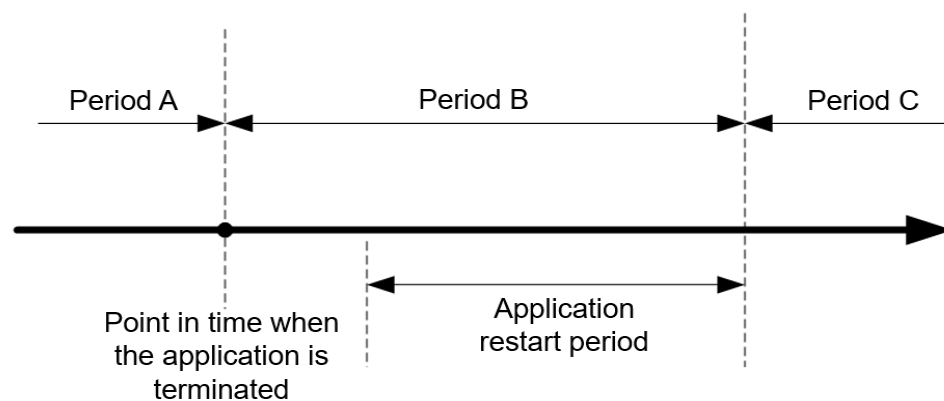 Period A
Period B
Period C
Point in time when
the application is
terminated
Application
restart period